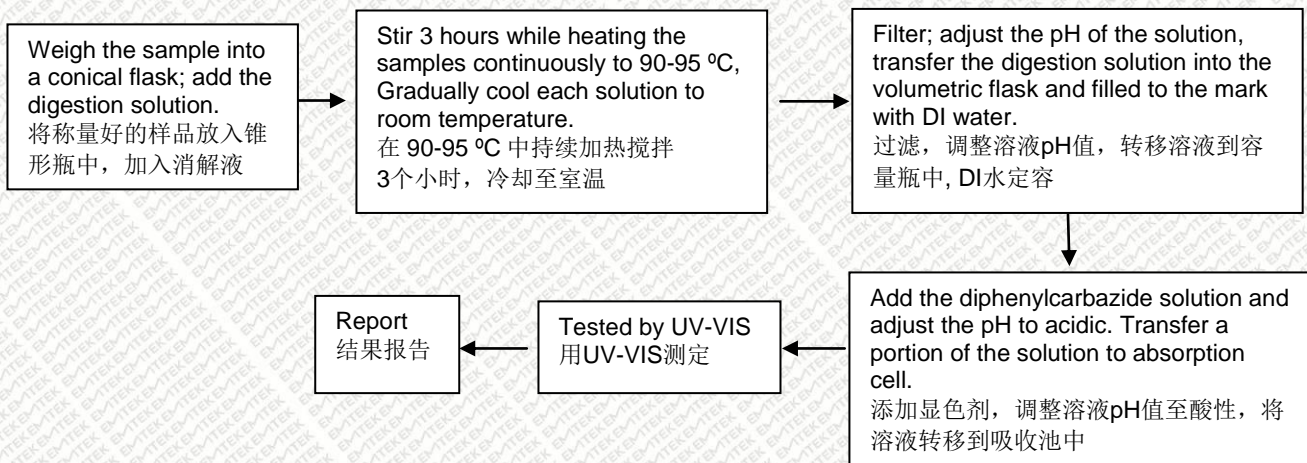 Weigh the sample into
a conical flask; add the
digestion solution.
将称量好的样品放入锥
形瓶中，加入消解液
Stir 3 hours while heating the
samples continuously to 90-95 ºC,
Gradually cool each solution to
room temperature.
在 90-95 ºC 中持续加热搅拌
3个小时，冷却至室温
Filter; adjust the pH of the solution,
transfer the digestion solution into the
volumetric flask and filled to the mark
with DI water.
过滤，调整溶液pH值，转移溶液到容
量瓶中, DI水定容
Add the diphenylcarbazide solution and
adjust the pH to acidic. Transfer a
portion of the solution to absorption
cell.
添加显色剂，调整溶液pH值至酸性，将
溶液转移到吸收池中
Tested by UV-VIS
用UV-VIS测定
Report
结果报告